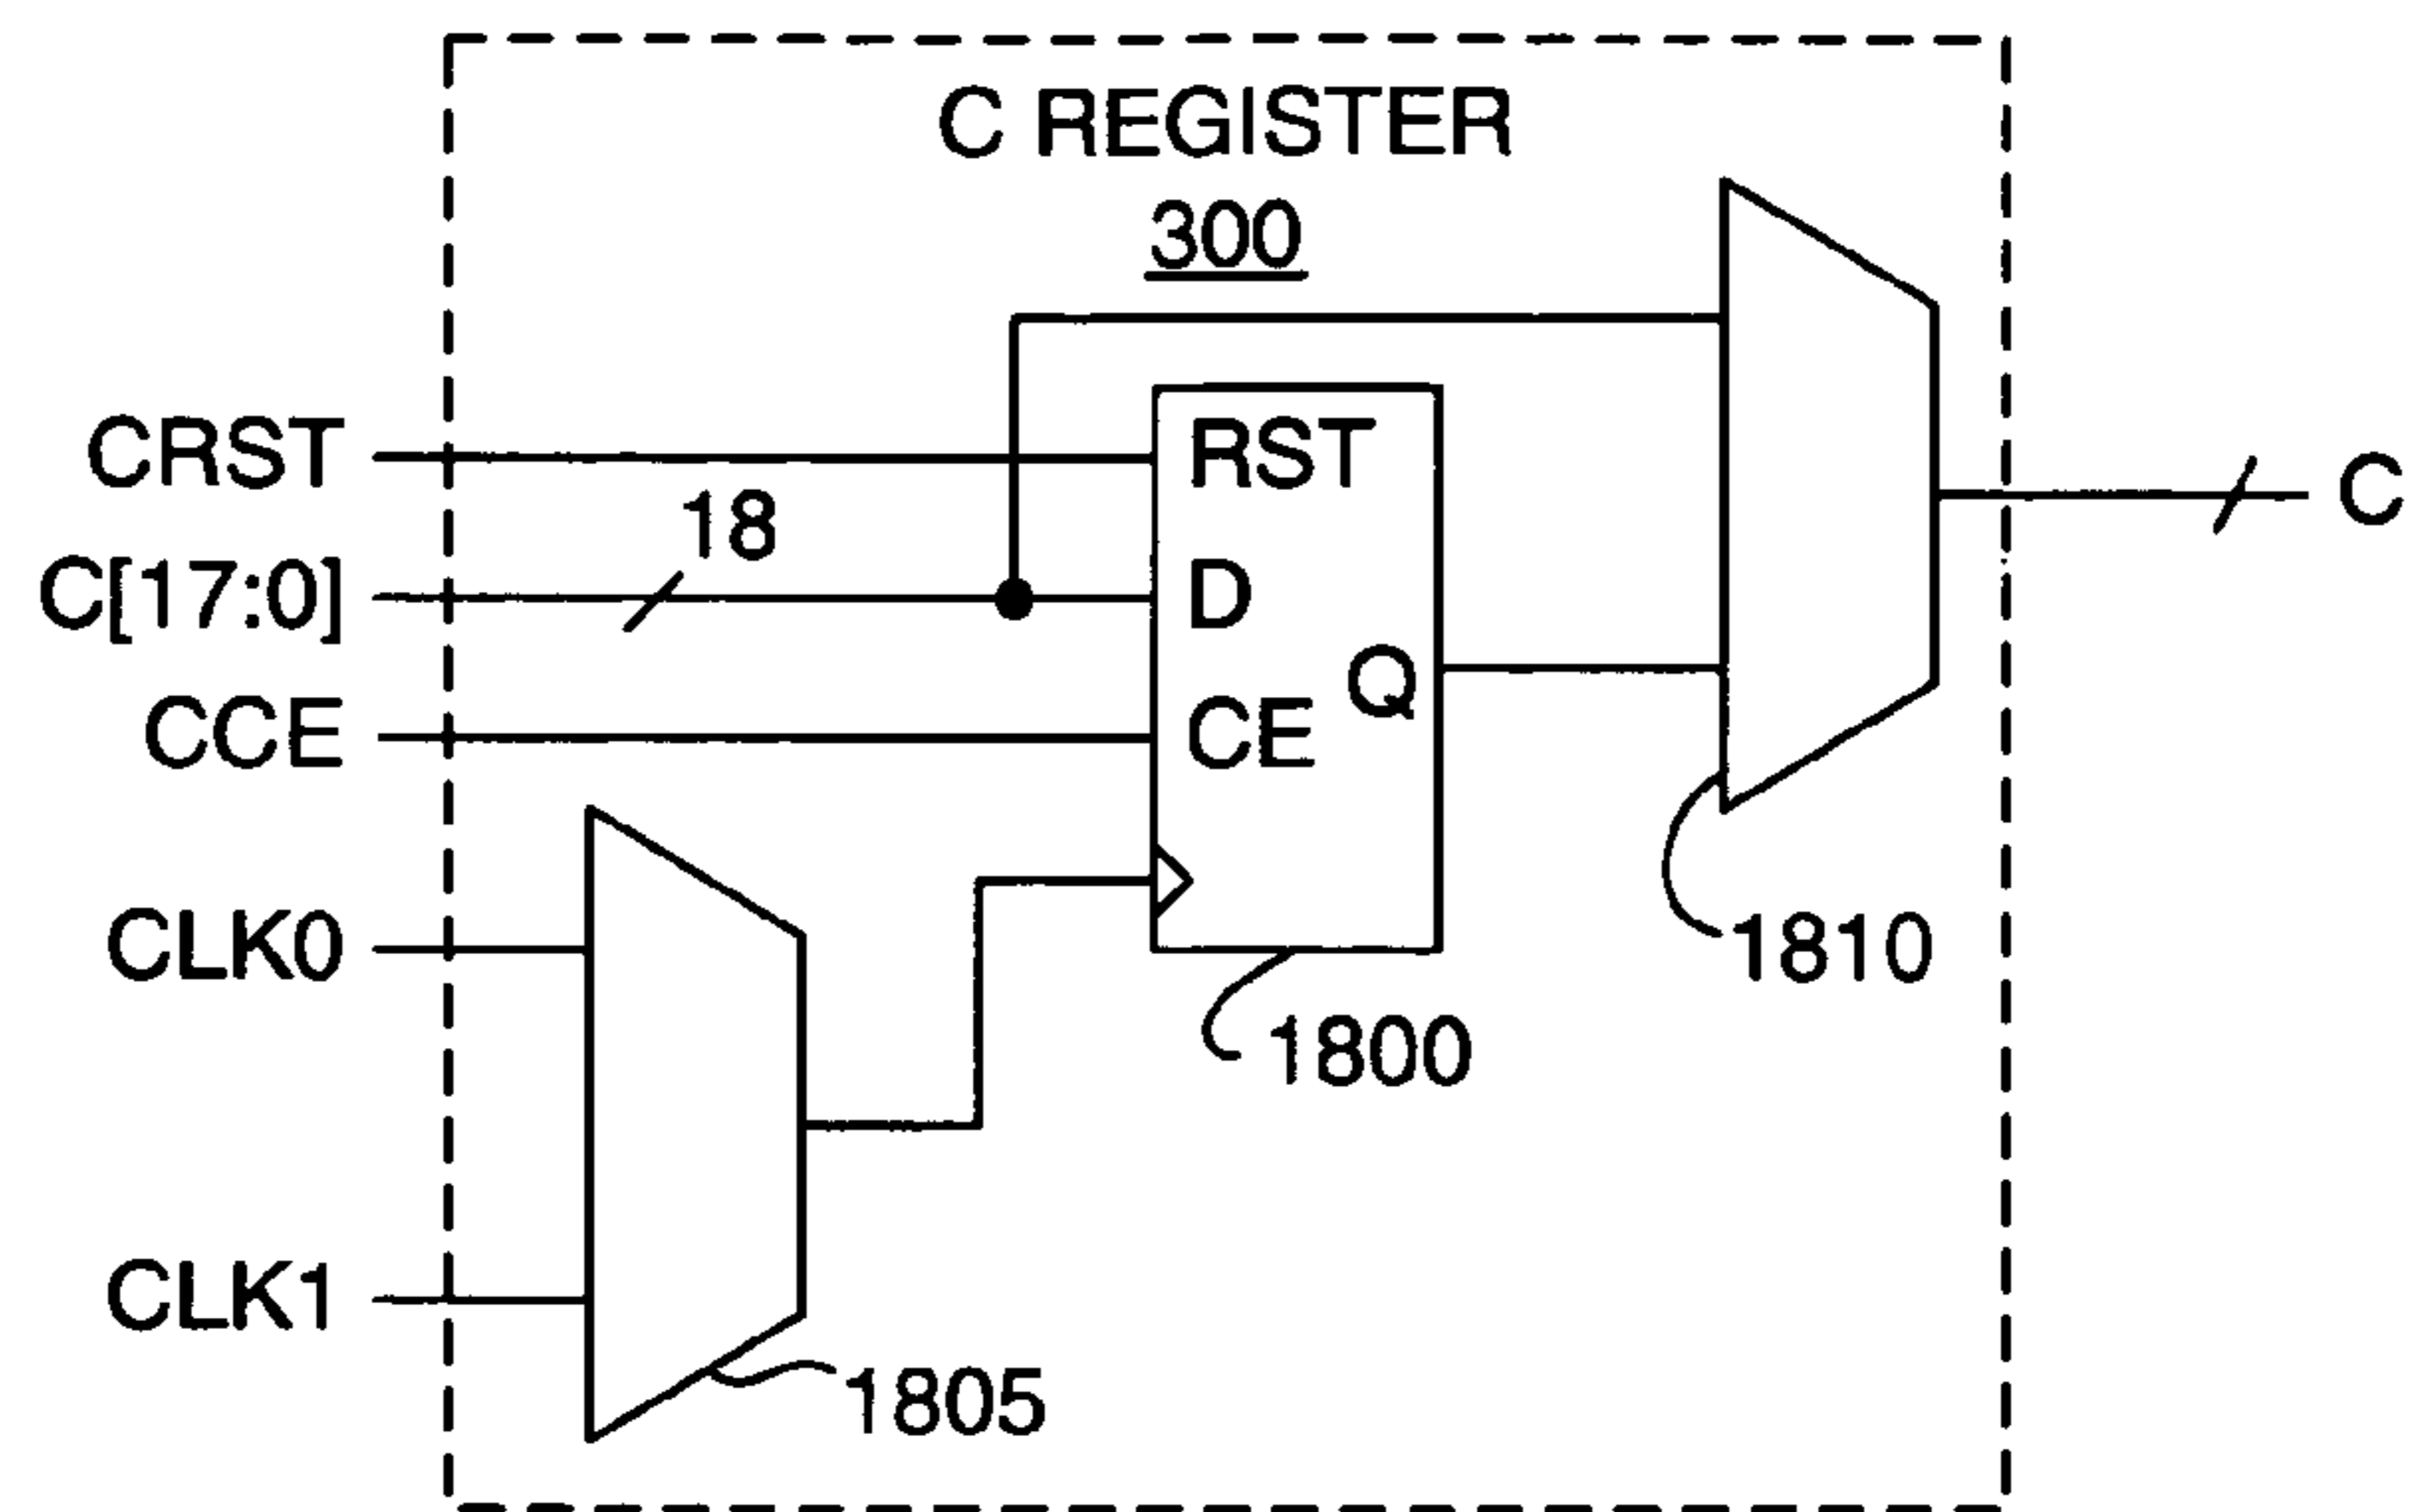 C REGISTER
300
CRST
RST
18
C[17:0]
D
C
CCE
CE
Q
CLK0
1810
1800
CLK1
1805